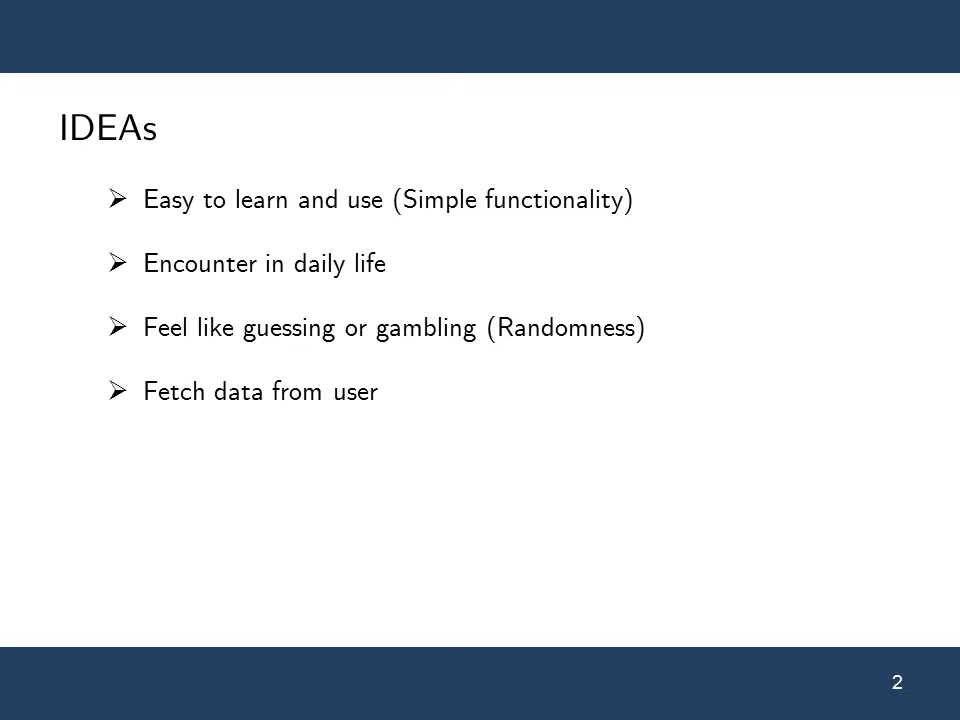 IDEAs
➢ Easy to learn and use (Simple functionality)
➢ Encounter in daily life
➢ Feel like guessing or gambling (Randomness)
➢ Fetch data from user
2